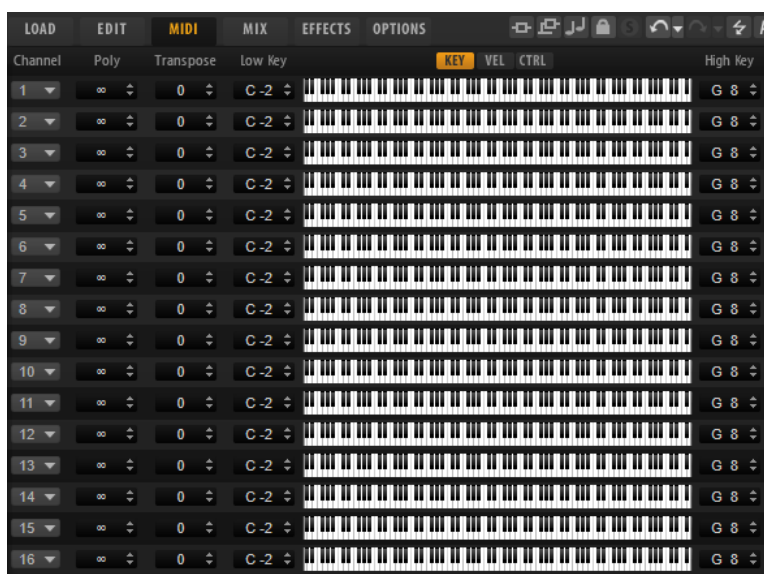 LOAD EDIT MIDI MIX EFFECTS OPTIONS S
Channel Poly Transpose Low Key KEY VEL CTRL High Key
1 ∞ 0 C -2 G 8
2 ∞ 0 C -2 G 8
3 ∞ 0 C -2 G 8
4 ∞ 0 C -2 G 8
5 ∞ 0 C -2 G 8
6 ∞ 0 C -2 G 8
7 ∞ 0 C -2 G 8
8 ∞ 0 C -2 G 8
9 ∞ 0 C -2 G 8
10 ∞ 0 C -2 G 8
11 ∞ 0 C -2 G 8
12 ∞ 0 C -2 G 8
13 ∞ 0 C -2 G 8
14 ∞ 0 C -2 G 8
15 ∞ 0 C -2 G 8
16 ∞ 0 C -2 G 8